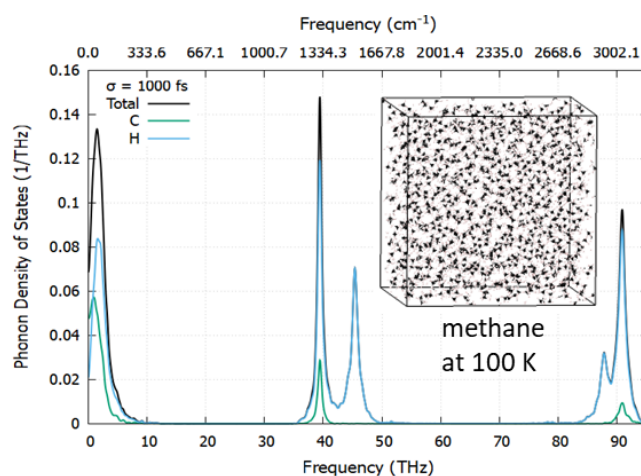 Frequency (cm⁻¹)
0.0 333.6 667.1 1000.7 1334.3 1667.8 2001.4 2335.0 2668.6 3002.1
0.16
0.14
0.12
0.1
0.08
0.06
0.04
0.02
0
Phonon Density of States (1/THz)
σ = 1000 fs
Total
C
H
methane
at 100 K
0 10 20 30 40 50 60 70 80 90
Frequency (THz)